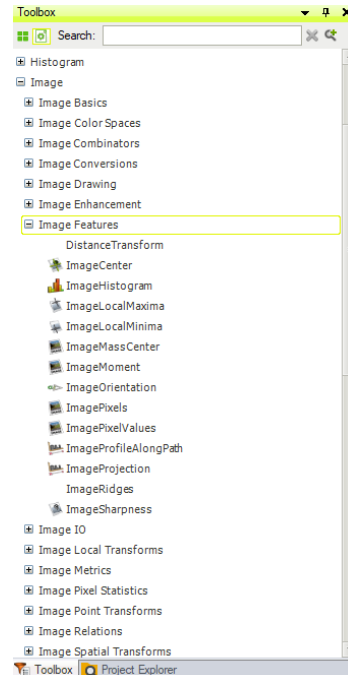 Toolbox
Search:
Histogram
Image
Image Basics
Image Color Spaces
Image Combinators
Image Conversions
Image Drawing
Image Enhancement
Image Features
DistanceTransform
ImageCenter
ImageHistogram
ImageLocalMaxima
ImageLocalMinima
ImageMassCenter
ImageMoment
ImageOrientation
ImagePixels
ImagePixelValues
ImageProfileAlongPath
ImageProjection
ImageRidges
ImageSharpness
Image IO
Image Local Transforms
Image Metrics
Image Pixel Statistics
Image Point Transforms
Image Relations
Image Spatial Transforms
Toolbox Project Explorer